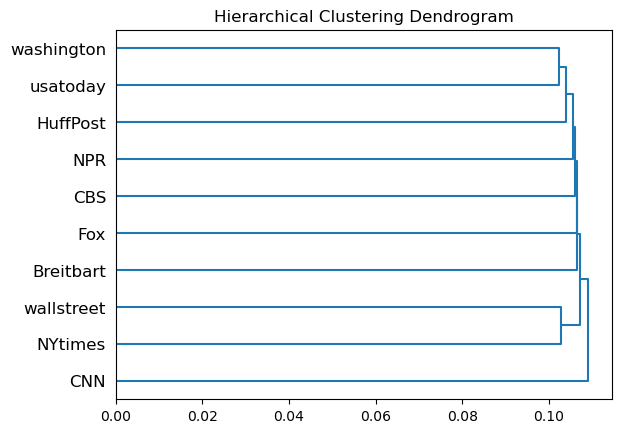 Hierarchical Clustering Dendrogram
washington
usatoday
HuffPost
NPR
CBS
Fox
Breitbart
wallstreet
NYtimes
CNN
0.00 0.02 0.04 0.06 0.08 0.10